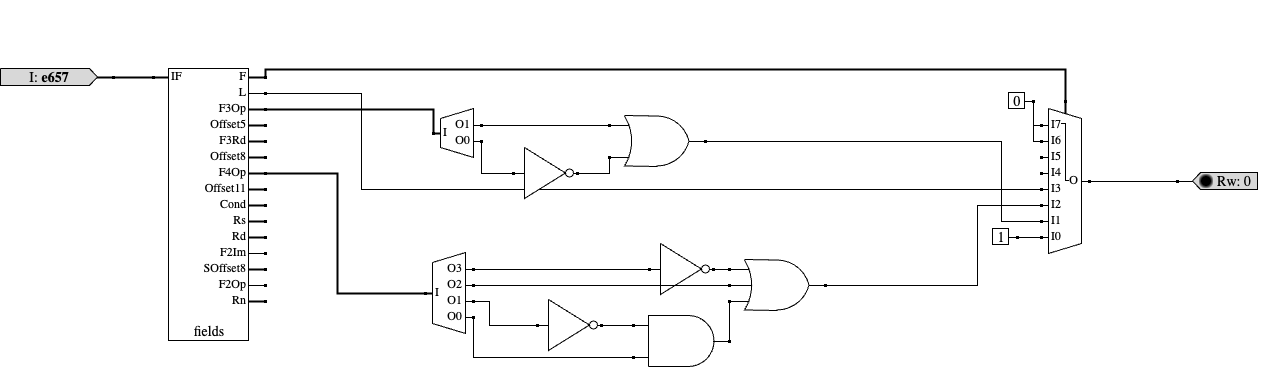 I: e657
IF
F
L
F3Op
Offset5
F3Rd
Offset8
F4Op
Offset11
Cond
Rs
Rd
F2Im
SOffset8
F2Op
Rn
fields
I
O1
O0
I
O3
O2
O1
O0
0
1
I7
I6
I5
I4
I3
I2
I1
I0
O
Rw: 0